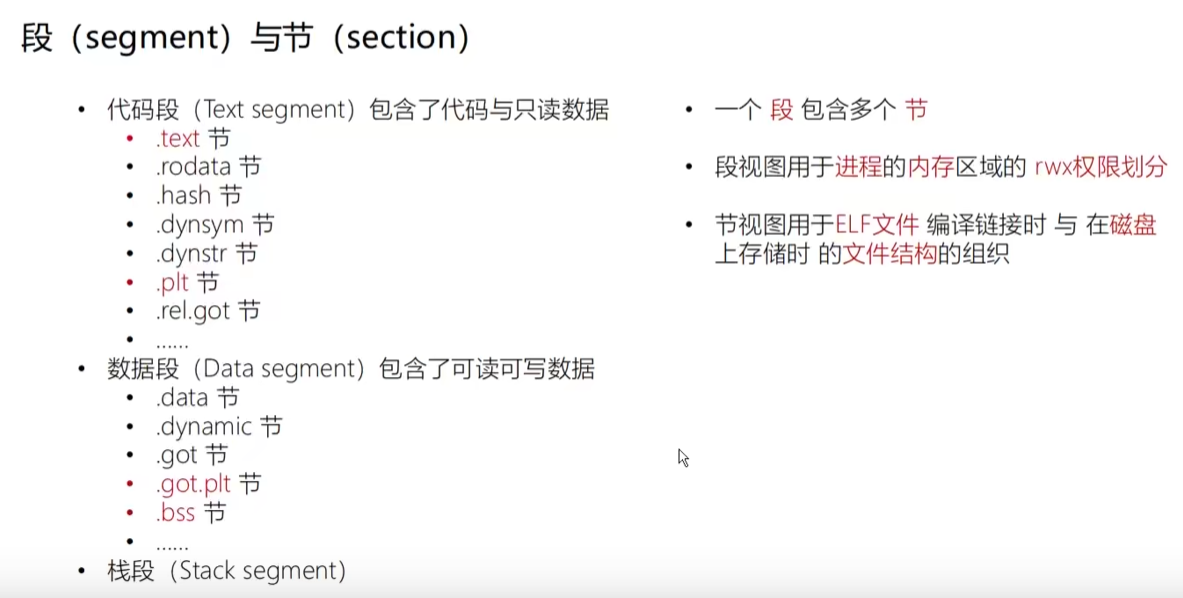 段（segment）与节（section）
• 代码段（Text segment）包含了代码与只读数据
• .text 节
• .rodata 节
• .hash 节
• .dynsym 节
• .dynstr 节
• .plt 节
• .rel.got 节
• ……
• 数据段（Data segment）包含了可读可写数据
• .data 节
• .dynamic 节
• .got 节
• .got.plt 节
• .bss 节
• ……
• 栈段（Stack segment）
• 一个 段 包含多个 节
• 段视图用于进程的内存区域的 rwx权限划分
• 节视图用于ELF文件 编译链接时 与 在磁盘
上存储时 的文件结构的组织